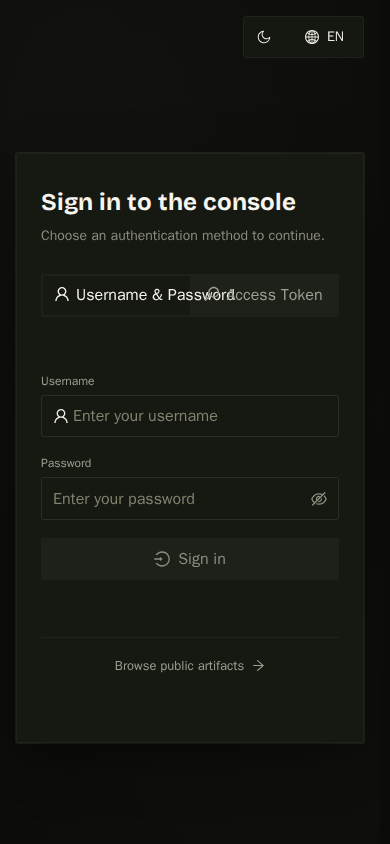 EN
Sign in to the console
Choose an authentication method to continue.
Username & Password
Access Token
Username
Enter your username
Password
Enter your password
Sign in
Browse public artifacts